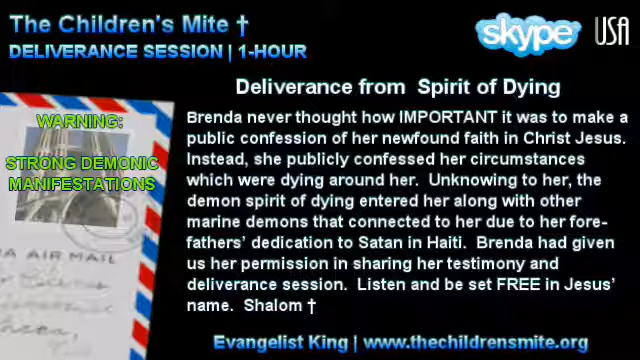 The Children's Mite †
DELIVERANCE SESSION | 1-HOUR
skype USA
Deliverance from Spirit of Dying
WARNING:
STRONG DEMONIC
MANIFESTATIONS
AIR MAIL
Brenda never thought how IMPORTANT it was to make a
public confession of her newfound faith in Christ Jesus.
Instead, she publicly confessed her circumstances
which were dying around her. Unknowing to her, the
demon spirit of dying entered her along with other
marine demons that connected to her due to her fore-
fathers' dedication to Satan in Haiti. Brenda had given
us her permission in sharing her testimony and
deliverance session. Listen and be set FREE in Jesus'
name. Shalom †
Evangelist King | www.thechildrensmite.org